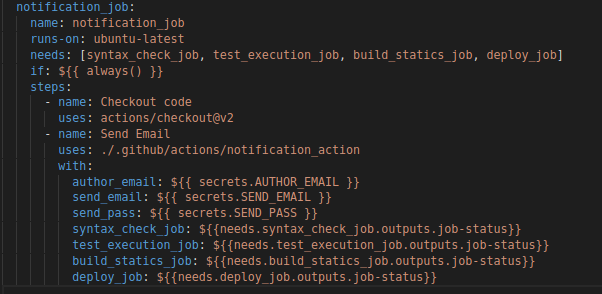 notification_job:
name: notification_job
runs-on: ubuntu-latest
needs: [syntax_check_job, test_execution_job, build_statics_job, deploy_job]
if: ${{ always() }}
steps:
- name: Checkout code
uses: actions/checkout@v2
- name: Send Email
uses: ./.github/actions/notification_action
with:
author_email: ${{ secrets.AUTHOR_EMAIL }}
send_email: ${{ secrets.SEND_EMAIL }}
send_pass: ${{ secrets.SEND_PASS }}
syntax_check_job: ${{needs.syntax_check_job.outputs.job-status}}
test_execution_job: ${{needs.test_execution_job.outputs.job-status}}
build_statics_job: ${{needs.build_statics_job.outputs.job-status}}
deploy_job: ${{needs.deploy_job.outputs.job-status}}